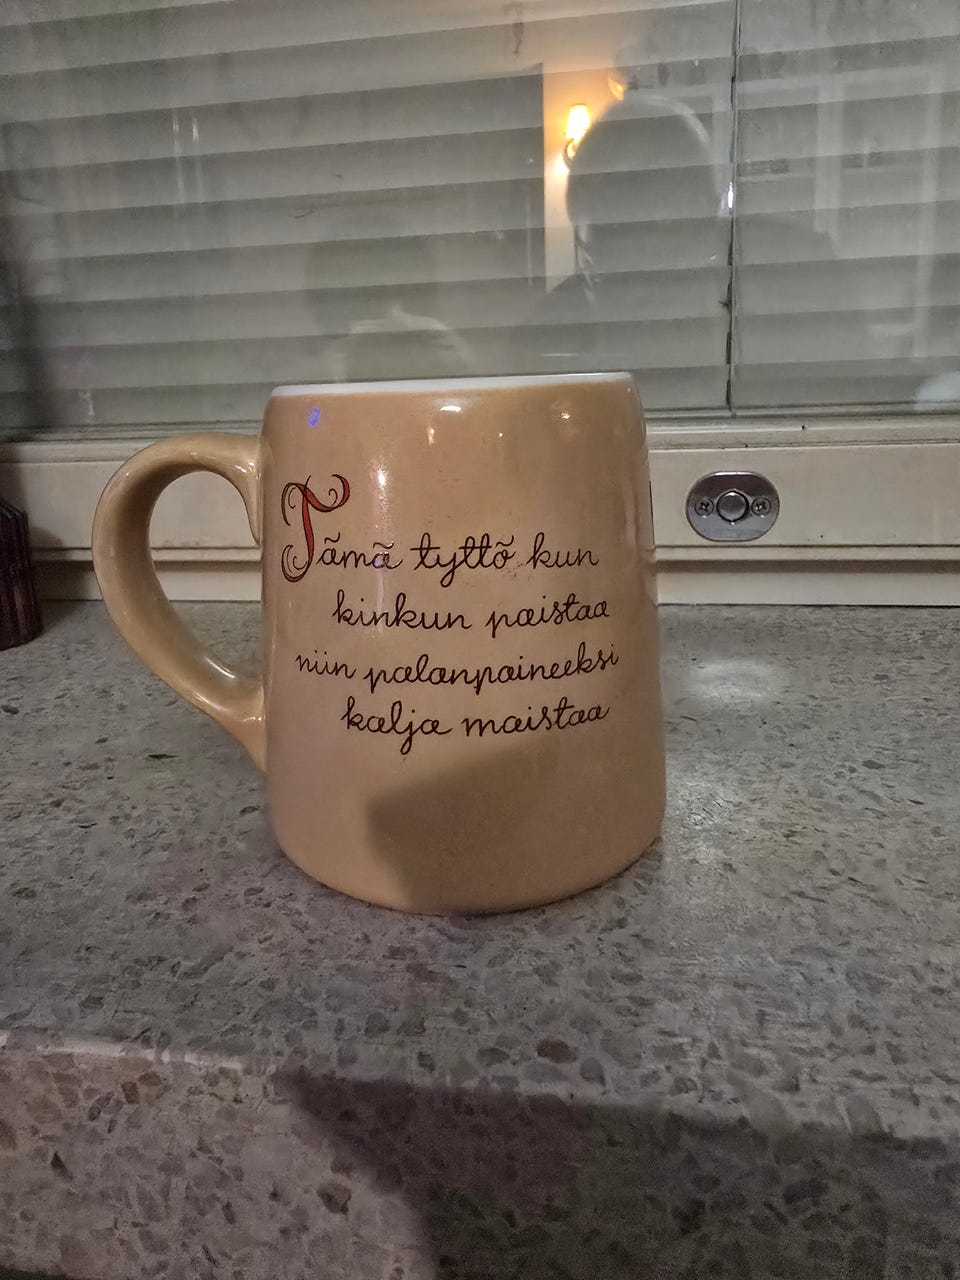 Tämä tyttö kun
kinkun paistaa
niin palanpaineeksi
kalja maistaa